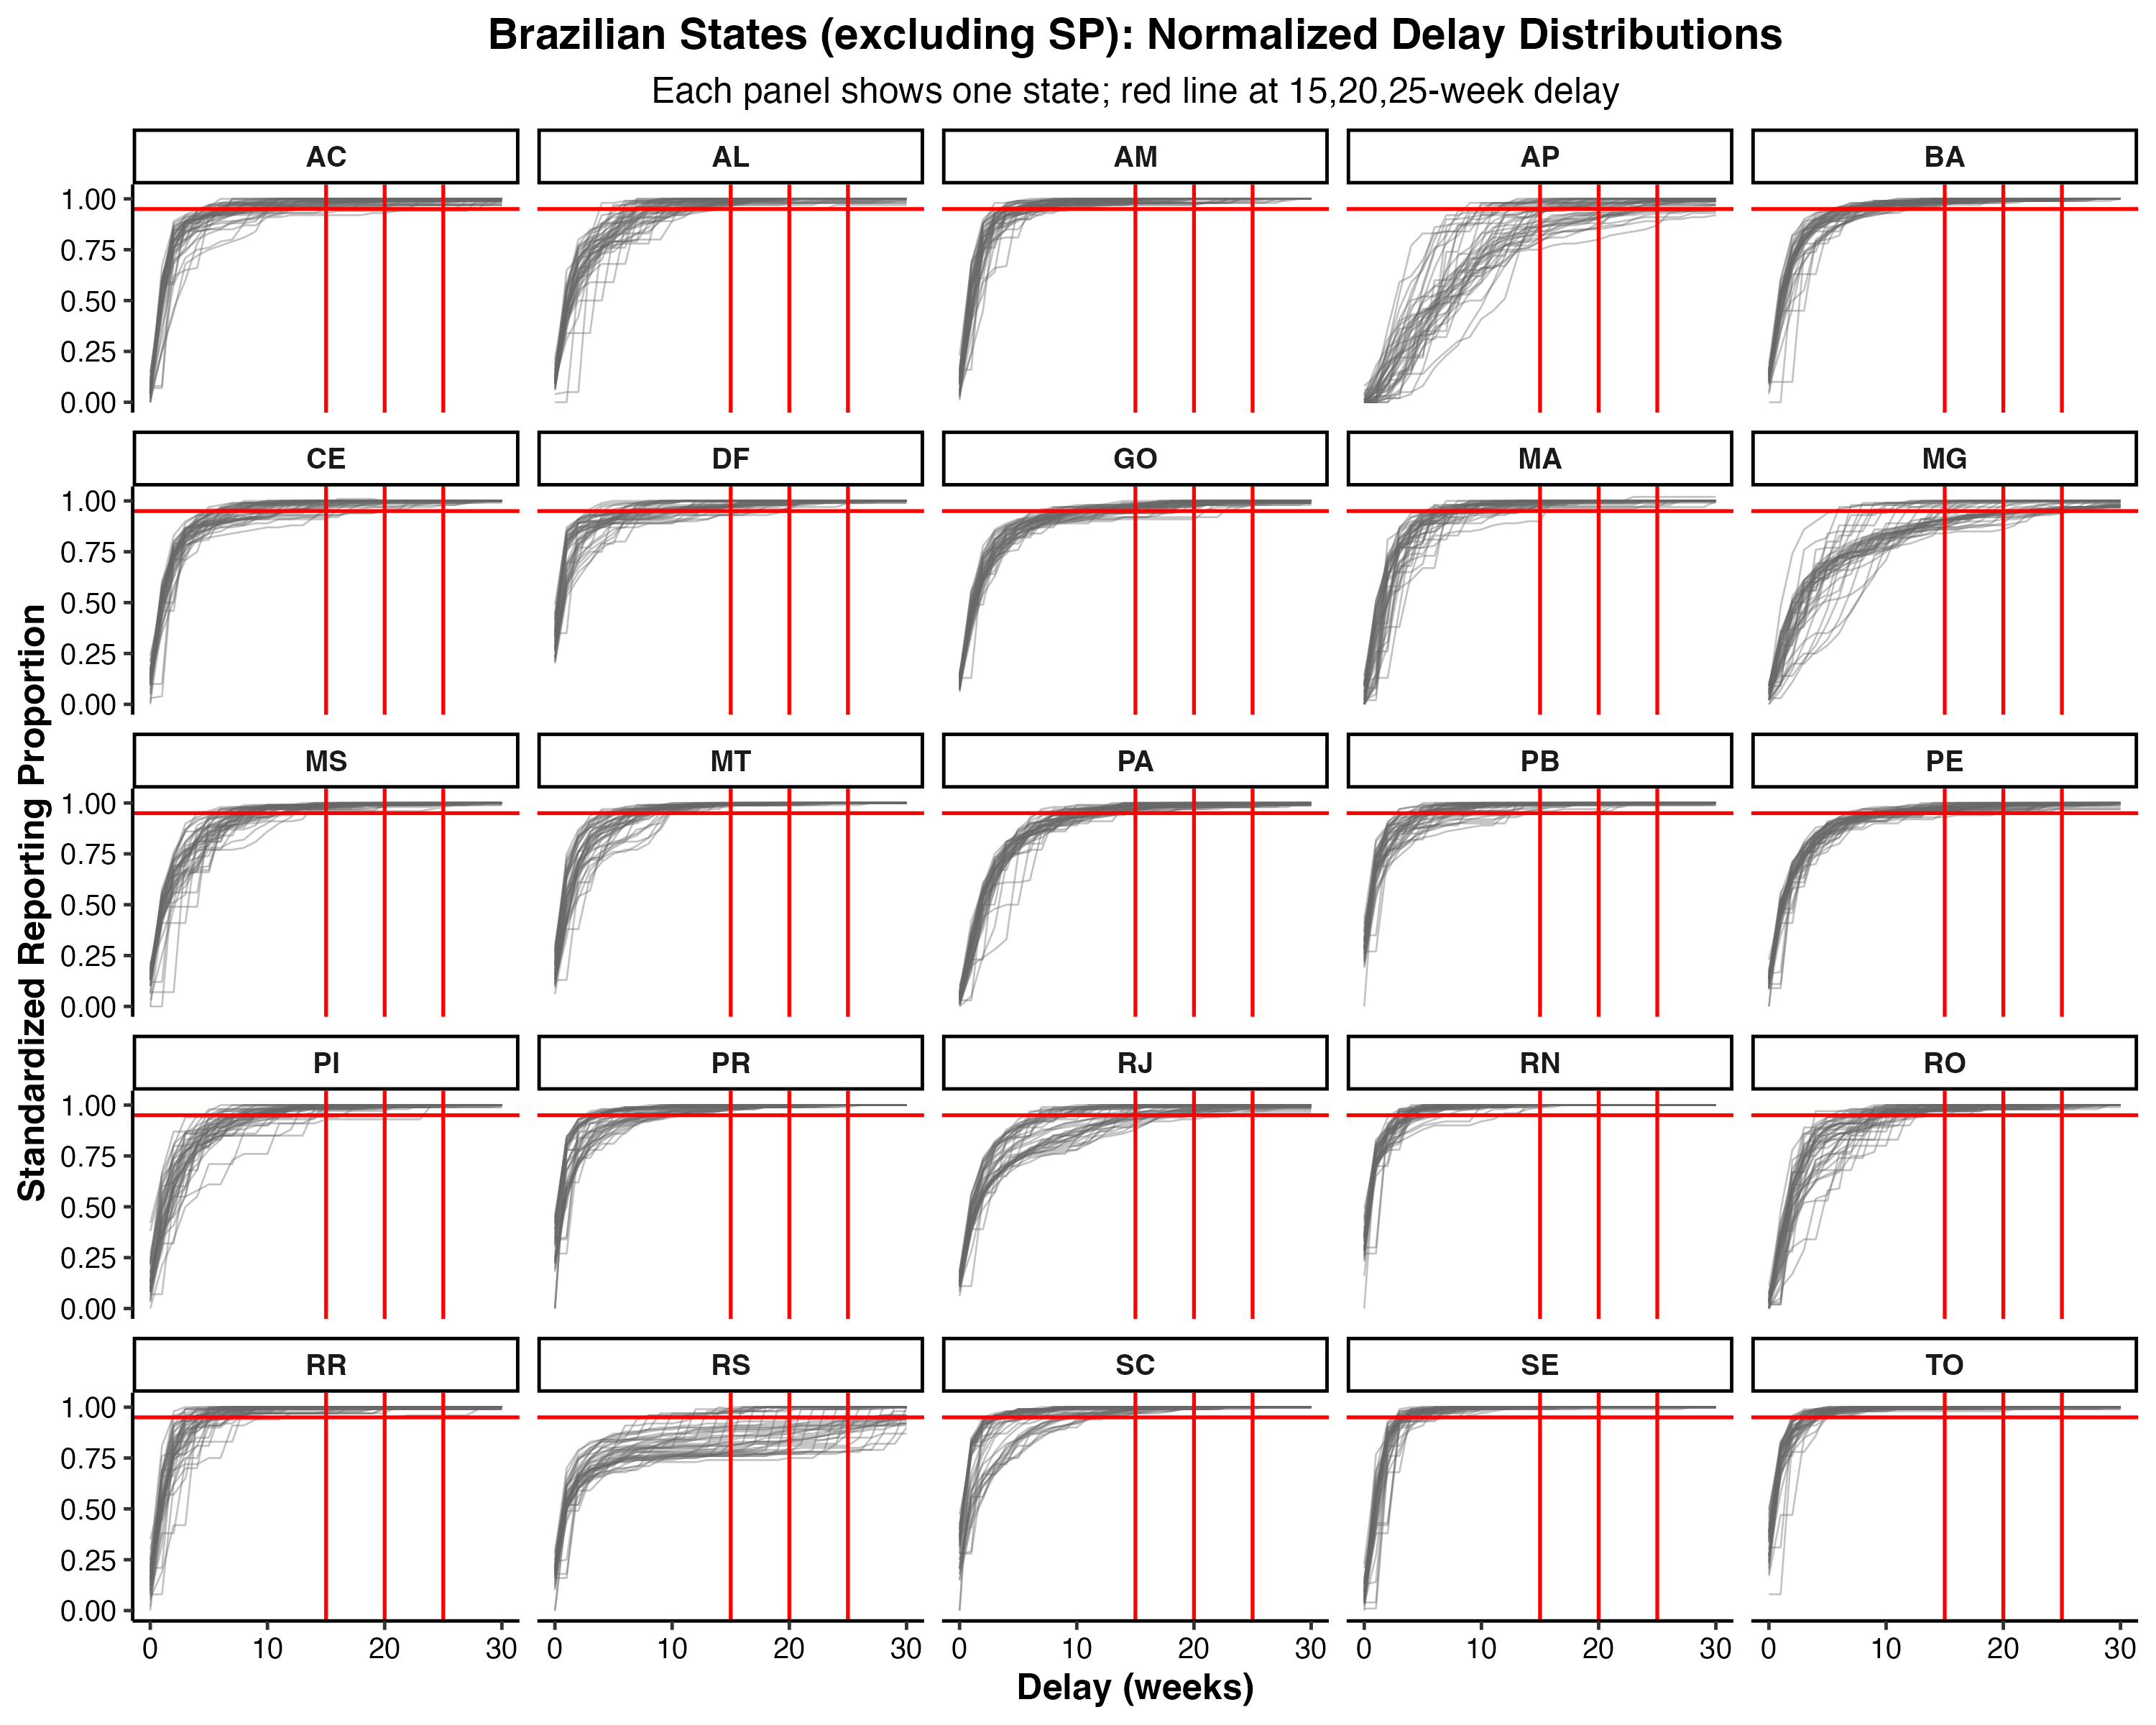 Brazilian States (excluding SP): Normalized Delay Distributions
Each panel shows one state; red line at 15,20,25-week delay
AC AL AM AP BA
1.00
0.75
0.50
0.25
0.00
CE DF GO MA MG
1.00
0.75
0.50
0.25
0.00
MS MT PA PB PE
1.00
0.75
0.50
0.25
0.00
PI PR RJ RN RO
1.00
0.75
0.50
0.25
0.00
RR RS SC SE TO
1.00
0.75
0.50
0.25
0.00
0 10 20 30 0 10 20 30 0 10 20 30 0 10 20 30 0 10 20 30
Delay (weeks)
Standardized Reporting Proportion